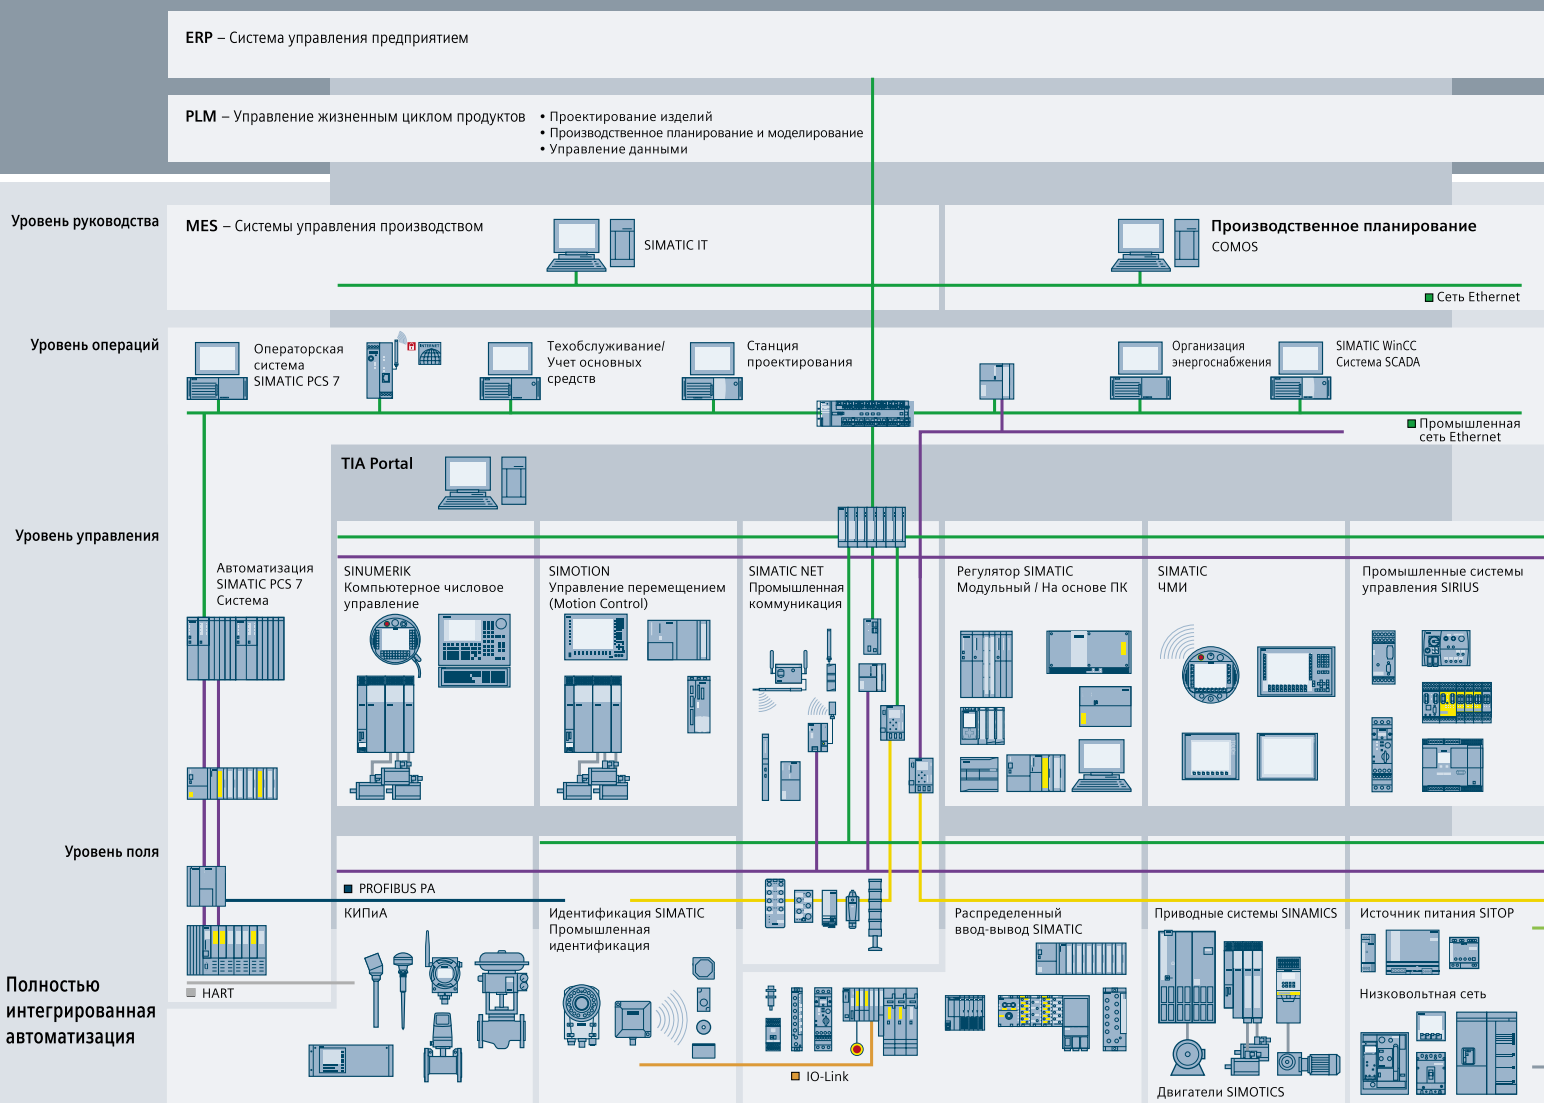 ERP – Система управления предприятием
PLM – Управление жизненным циклом продуктов
• Проектирование изделий
• Производственное планирование и моделирование
• Управление данными
Уровень руководства
MES – Системы управления производством
SIMATIC IT
Производственное планирование
COMOS
Сеть Ethernet
Уровень операций
Операторская
система
SIMATIC PCS 7
INTERNET
Техобслуживание/
Учет основных
средств
Станция
проектирования
Организация
энергоснабжения
SIMATIC WinCC
Система SCADA
Промышленная
сеть Ethernet
TIA Portal
Уровень управления
Автоматизация
SIMATIC PCS 7
Система
SINUMERIK
Компьютерное числовое
управление
SIMOTION
Управление перемещением
(Motion Control)
SIMATIC NET
Промышленная
коммуникация
Регулятор SIMATIC
Модульный / На основе ПК
SIMATIC
ЧМИ
Промышленные системы
управления SIRIUS
Уровень поля
PROFIBUS PA
КИПиА
Идентификация SIMATIC
Промышленная
идентификация
Распределенный
ввод-вывод SIMATIC
Приводные системы SINAMICS
Источник питания SITOP
Низковольтная сеть
HART
Полностью
интегрированная
автоматизация
IO-Link
Двигатели SIMOTICS